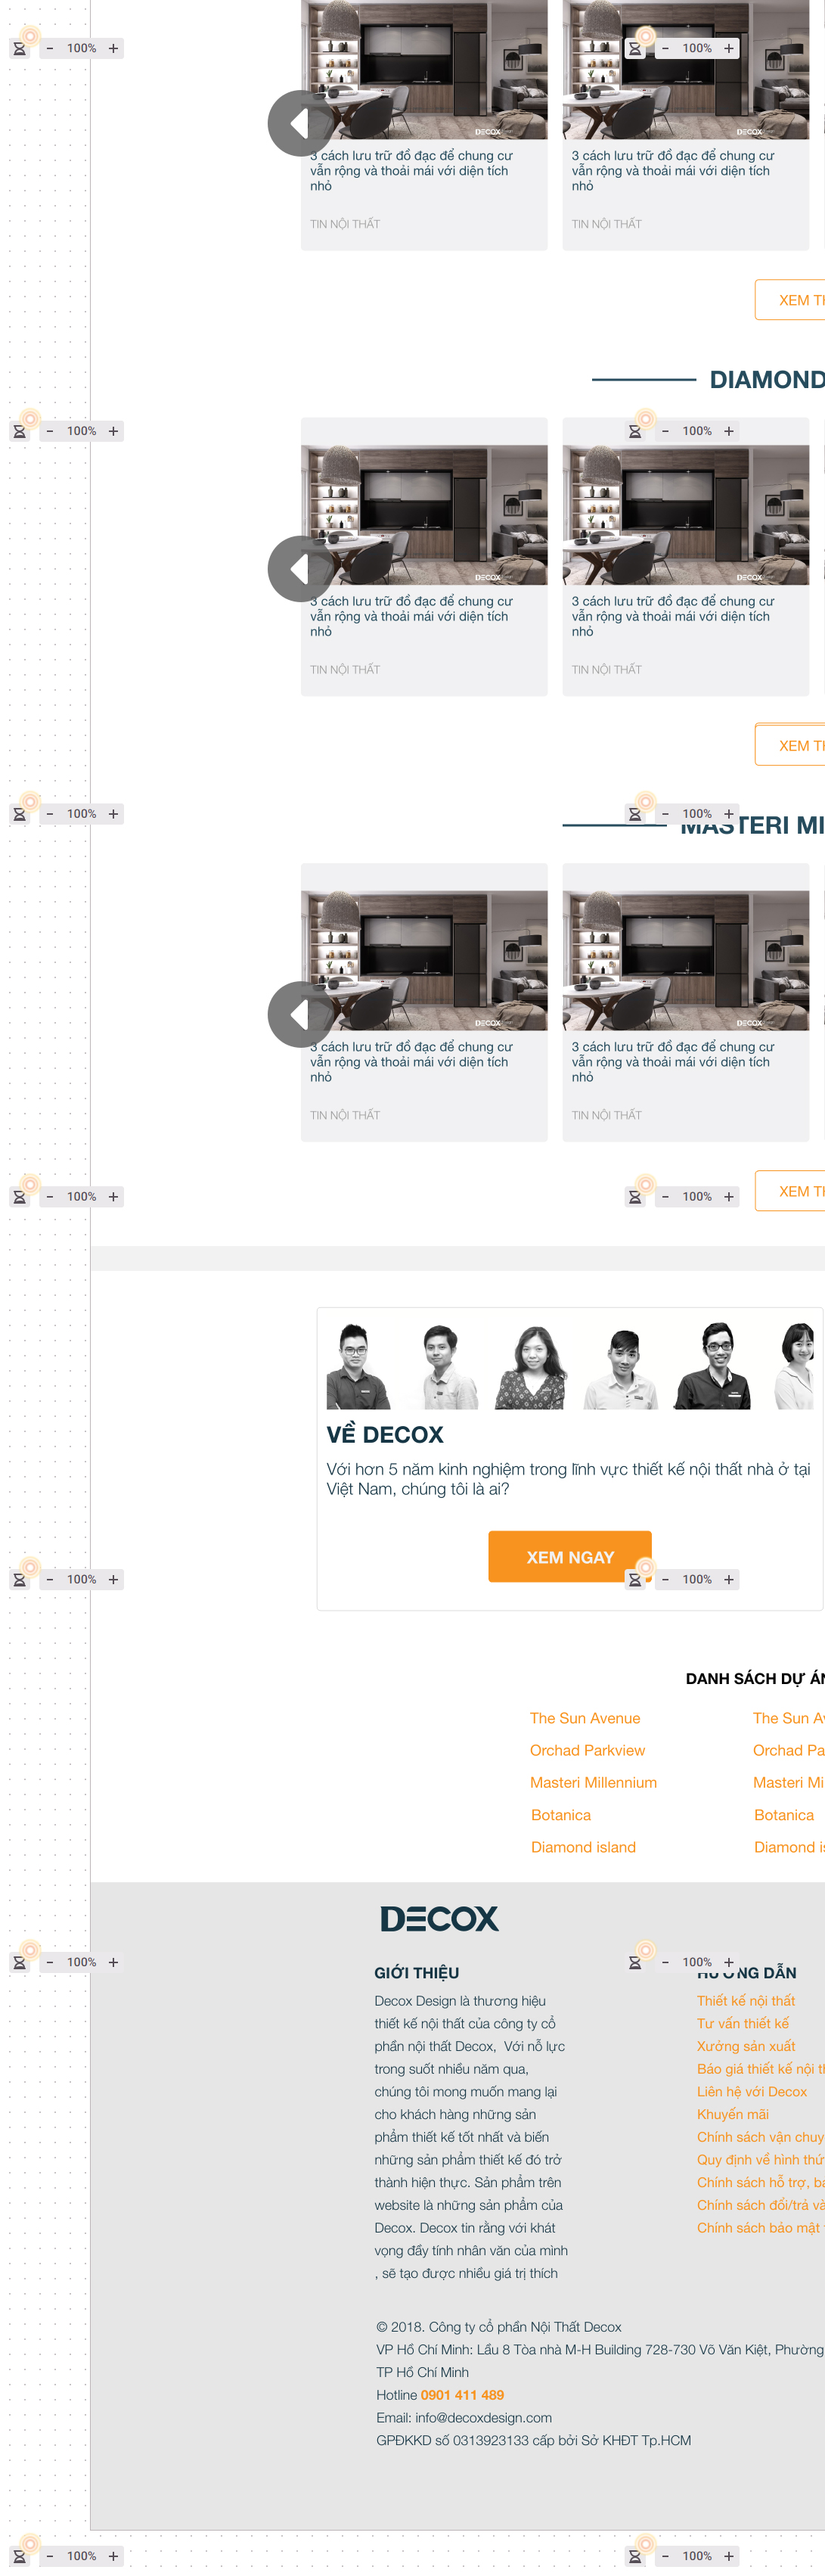 - 100% +
- 100% +
DECOX
DECOX
3 cách lưu trữ đồ đạc để chung cư
vẫn rộng và thoải mái với diện tích
nhỏ
TIN NỘI THẤT
3 cách lưu trữ đồ đạc để chung cư
vẫn rộng và thoải mái với diện tích
nhỏ
TIN NỘI THẤT
XEM TH
DIAMOND
- 100% +
- 100% +
DECOX
DECOX
3 cách lưu trữ đồ đạc để chung cư
vẫn rộng và thoải mái với diện tích
nhỏ
TIN NỘI THẤT
3 cách lưu trữ đồ đạc để chung cư
vẫn rộng và thoải mái với diện tích
nhỏ
TIN NỘI THẤT
XEM TH
- 100% +
- 100% +
MASTERI MI
DECOX
DECOX
3 cách lưu trữ đồ đạc để chung cư
vẫn rộng và thoải mái với diện tích
nhỏ
TIN NỘI THẤT
3 cách lưu trữ đồ đạc để chung cư
vẫn rộng và thoải mái với diện tích
nhỏ
TIN NỘI THẤT
- 100% +
- 100% +
XEM TH
VỀ DECOX
Với hơn 5 năm kinh nghiệm trong lĩnh vực thiết kế nội thất nhà ở tại
Việt Nam, chúng tôi là ai?
XEM NGAY
- 100% +
- 100% +
DANH SÁCH DỰ ÁN
The Sun Avenue
Orchad Parkview
Masteri Millennium
Botanica
Diamond island
The Sun Av
Orchad Pa
Masteri Mi
Botanica
Diamond is
DECOX
- 100% +
- 100% +
GIỚI THIỆU
Decox Design là thương hiệu
thiết kế nội thất của công ty cổ
phần nội thất Decox,  Với nỗ lực
trong suốt nhiều năm qua,
chúng tôi mong muốn mang lại
cho khách hàng những sản
phẩm thiết kế tốt nhất và biến
những sản phẩm thiết kế đó trở
thành hiện thực. Sản phẩm trên
website là những sản phẩm của
Decox. Decox tin rằng với khát
vọng đầy tính nhân văn của mình
, sẽ tạo được nhiều giá trị thích
HƯỚNG DẪN
Thiết kế nội thất
Tư vấn thiết kế
Xưởng sản xuất
Báo giá thiết kế nội th
Liên hệ với Decox
Khuyến mãi
Chính sách vận chuy
Quy định về hình thứ
Chính sách hỗ trợ, bả
Chính sách đổi/trả và
Chính sách bảo mật
© 2018. Công ty cổ phần Nội Thất Decox
VP Hồ Chí Minh: Lầu 8 Tòa nhà M-H Building 728-730 Võ Văn Kiệt, Phường
TP Hồ Chí Minh
Hotline 0901 411 489
Email: info@decoxdesign.com
GPĐKKD số 0313923133 cấp bởi Sở KHĐT Tp.HCM
- 100% +
- 100% +